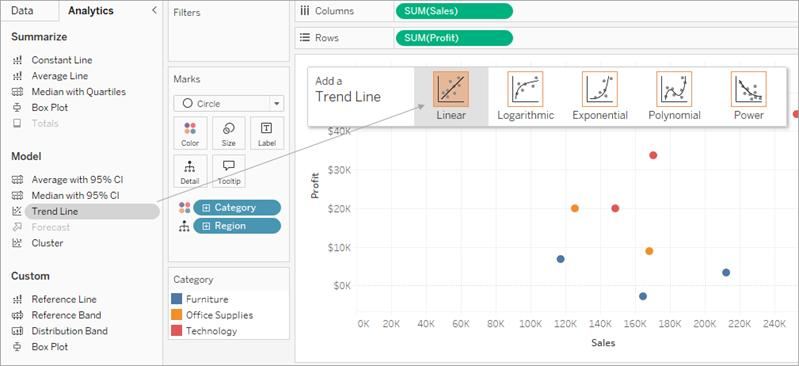 Data
Analytics
Summarize
Constant Line
Average Line
Median with Quartiles
Box Plot
Totals
Model
Average with 95% CI
Median with 95% CI
Trend Line
Forecast
Cluster
Custom
Reference Line
Reference Band
Distribution Band
Box Plot
Filters
Marks
Circle
Color
Size
Label
Detail
Tooltip
Category
Region
Category
Furniture
Office Supplies
Technology
Columns
SUM(Sales)
Rows
SUM(Profit)
Add a
Trend Line
Linear
Logarithmic
Exponential
Polynomial
Power
Profit
$40K
$30K
$20K
$10K
$0K
0K 20K 40K 60K 80K 100K 120K 140K 160K 180K 200K 220K 240K
Sales